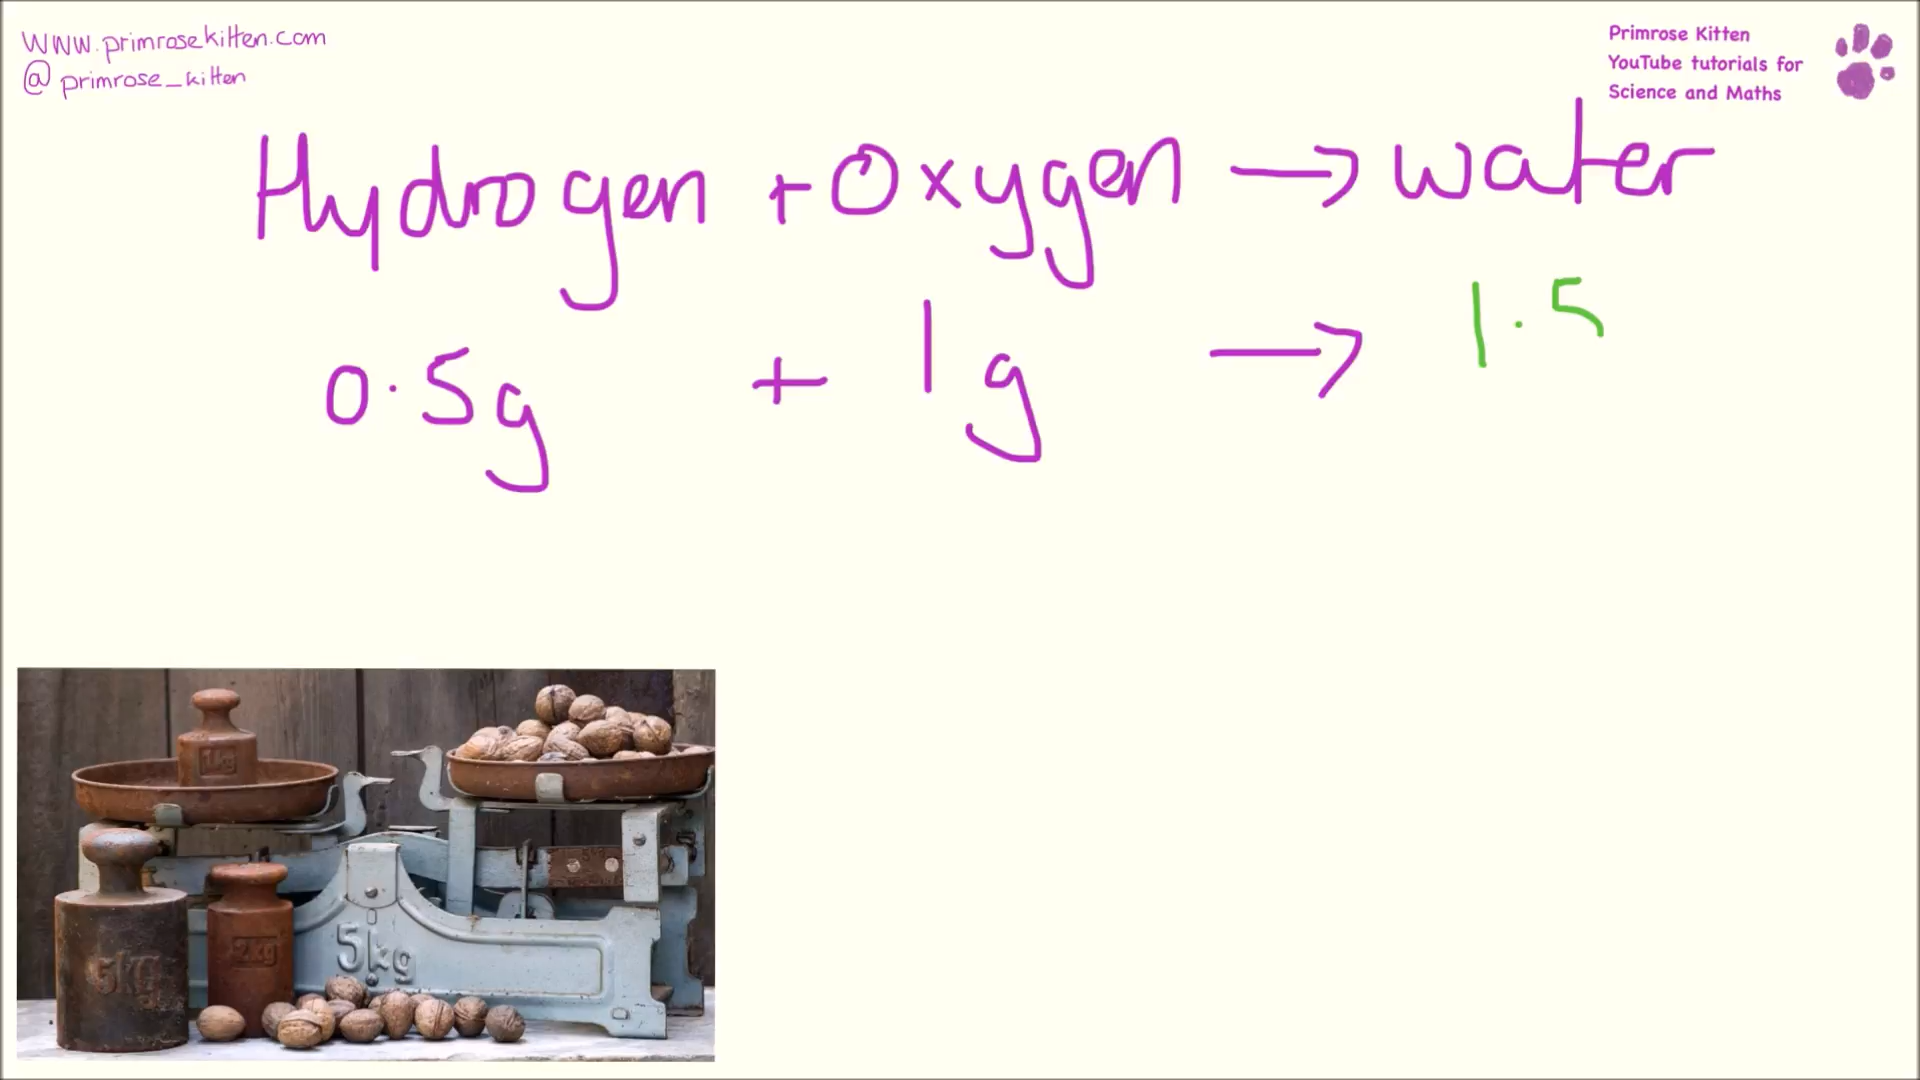 www.primrosekitten.com
@primrose_kitten
Primrose Kitten
YouTube tutorials for
Science and Maths
Hydrogen + Oxygen → water
0.5g + 1g → 1.5
1kg
5kg
2kg
5kg